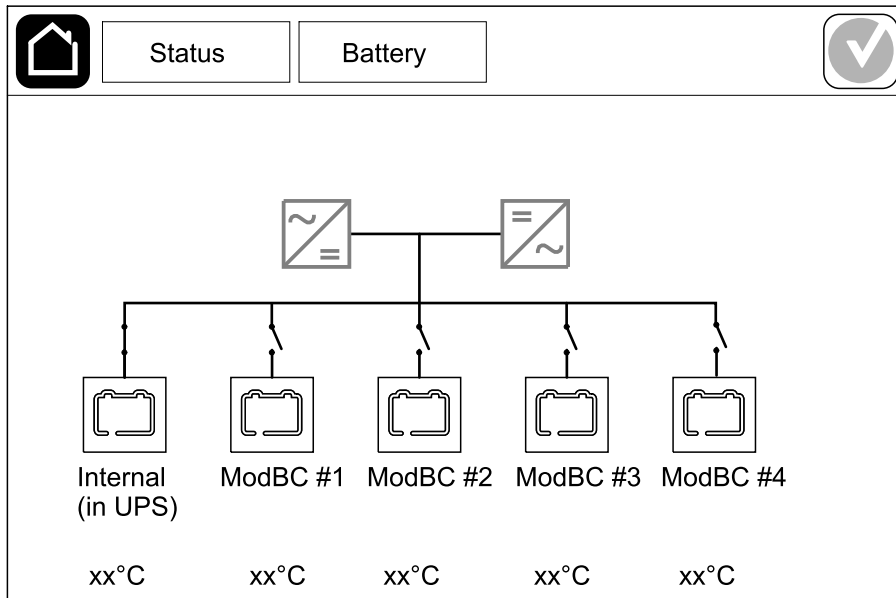 Status Battery
Internal ModBC #1 ModBC #2 ModBC #3 ModBC #4
(in UPS)
xx°C xx°C xx°C xx°C xx°C